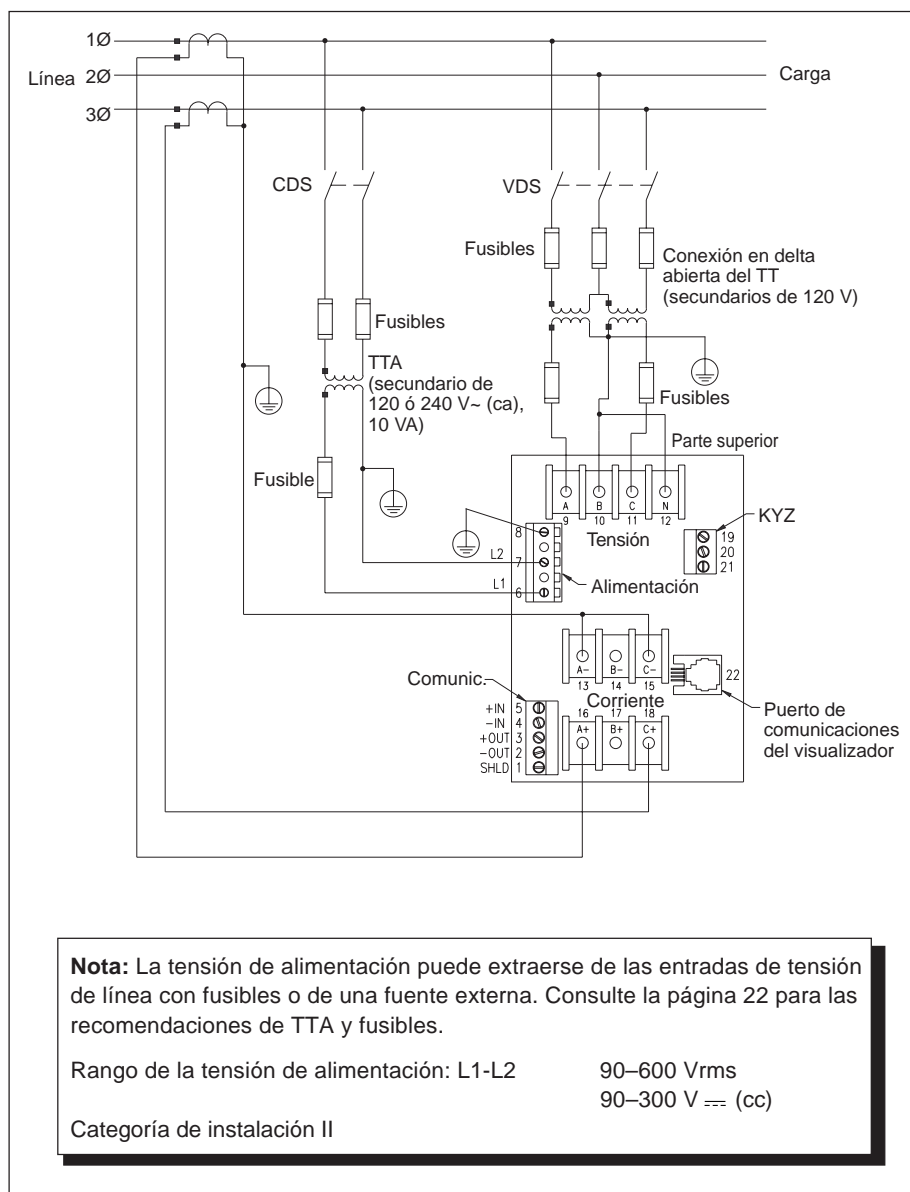 1Ø
Línea 2Ø
Carga
3Ø
CDS
VDS
Fusibles
Conexión en delta
abierta del TT
(secundarios de 120 V)
Fusibles
TTA
(secundario de
120 ó 240 V~ (ca),
10 VA)
Fusibles
Parte superior
Fusible
A B C N
9 10 11 12
Tensión
KYZ
19
20
21
8
L2 7
L1 6
Alimentación
A– B– C–
13 14 15
22
Corriente
16 17 18
A+ B+ C+
Comunic.
+IN 5
–IN 4
+OUT 3
–OUT 2
SHLD 1
Puerto de
comunicaciones
del visualizador
Nota: La tensión de alimentación puede extraerse de las entradas de tensión
de línea con fusibles o de una fuente externa. Consulte la página 22 para las
recomendaciones de TTA y fusibles.
Rango de la tensión de alimentación: L1-L2 90–600 Vrms
90–300 V ⎓ (cc)
Categoría de instalación II